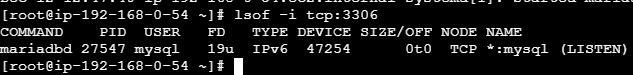 [root@ip-192-168-0-54 ~]# lsof -i tcp:3306
COMMAND PID USER FD TYPE DEVICE SIZE/OFF NODE NAME
mariadbd 27547 mysql 19u IPv6 47254 0t0 TCP *:mysql (LISTEN)
[root@ip-192-168-0-54 ~]#